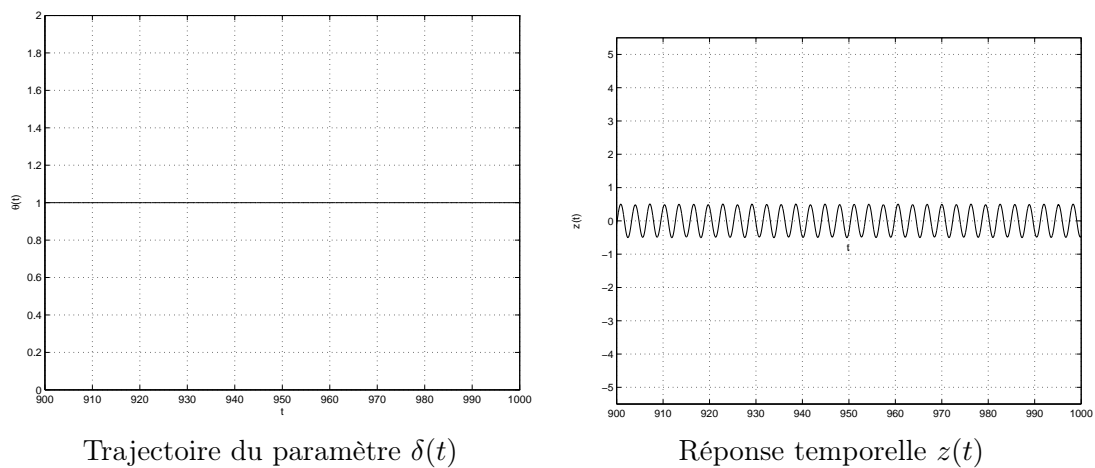 2
1.8
1.6
1.4
1.2
1
0.8
0.6
0.4
0.2
0
θ(t)
900 910 920 930 940 950 960 970 980 990 1000
t
5
4
3
2
1
0
−1
−2
−3
−4
−5
z(t)
t
900 910 920 930 940 950 960 970 980 990 1000
Trajectoire du paramètre δ(t)
Réponse temporelle z(t)